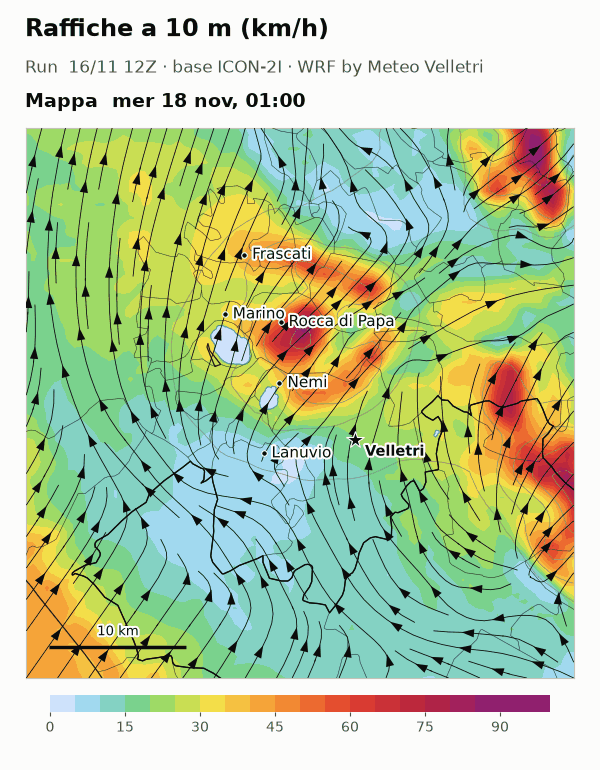 Raffiche a 10 m (km/h)
Run  16/11 12Z · base ICON-2I · WRF by Meteo Velletri
Mappa  mer 18 nov, 01:00
Frascati
Marino
Rocca di Papa
Nemi
Velletri
Lanuvio
10 km
0 15 30 45 60 75 90